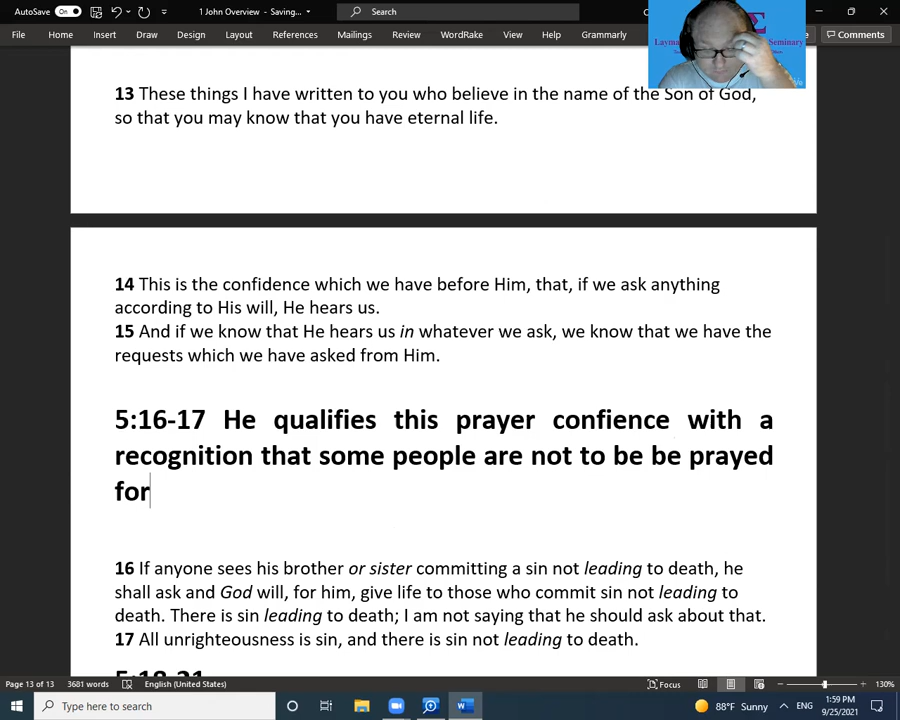 AutoSave On 1 John Overview - Saving... Search
File Home Insert Draw Design Layout References Mailings Review WordRake View Help Grammarly Comments
Seminary
13 These things I have written to you who believe in the name of the Son of God,
so that you may know that you have eternal life.
14 This is the confidence which we have before Him, that, if we ask anything
according to His will, He hears us.
15 And if we know that He hears us in whatever we ask, we know that we have the
requests which we have asked from Him.
5:16-17 He qualifies this prayer confience with a
recognition that some people are not to be be prayed
for
16 If anyone sees his brother or sister committing a sin not leading to death, he
shall ask and God will, for him, give life to those who commit sin not leading to
death. There is sin leading to death; I am not saying that he should ask about that.
17 All unrighteousness is sin, and there is sin not leading to death.
5:18-21
Page 13 of 13 3681 words English (United States) Focus 130%
Type here to search 88°F Sunny ENG 1:59 PM
9/25/2021